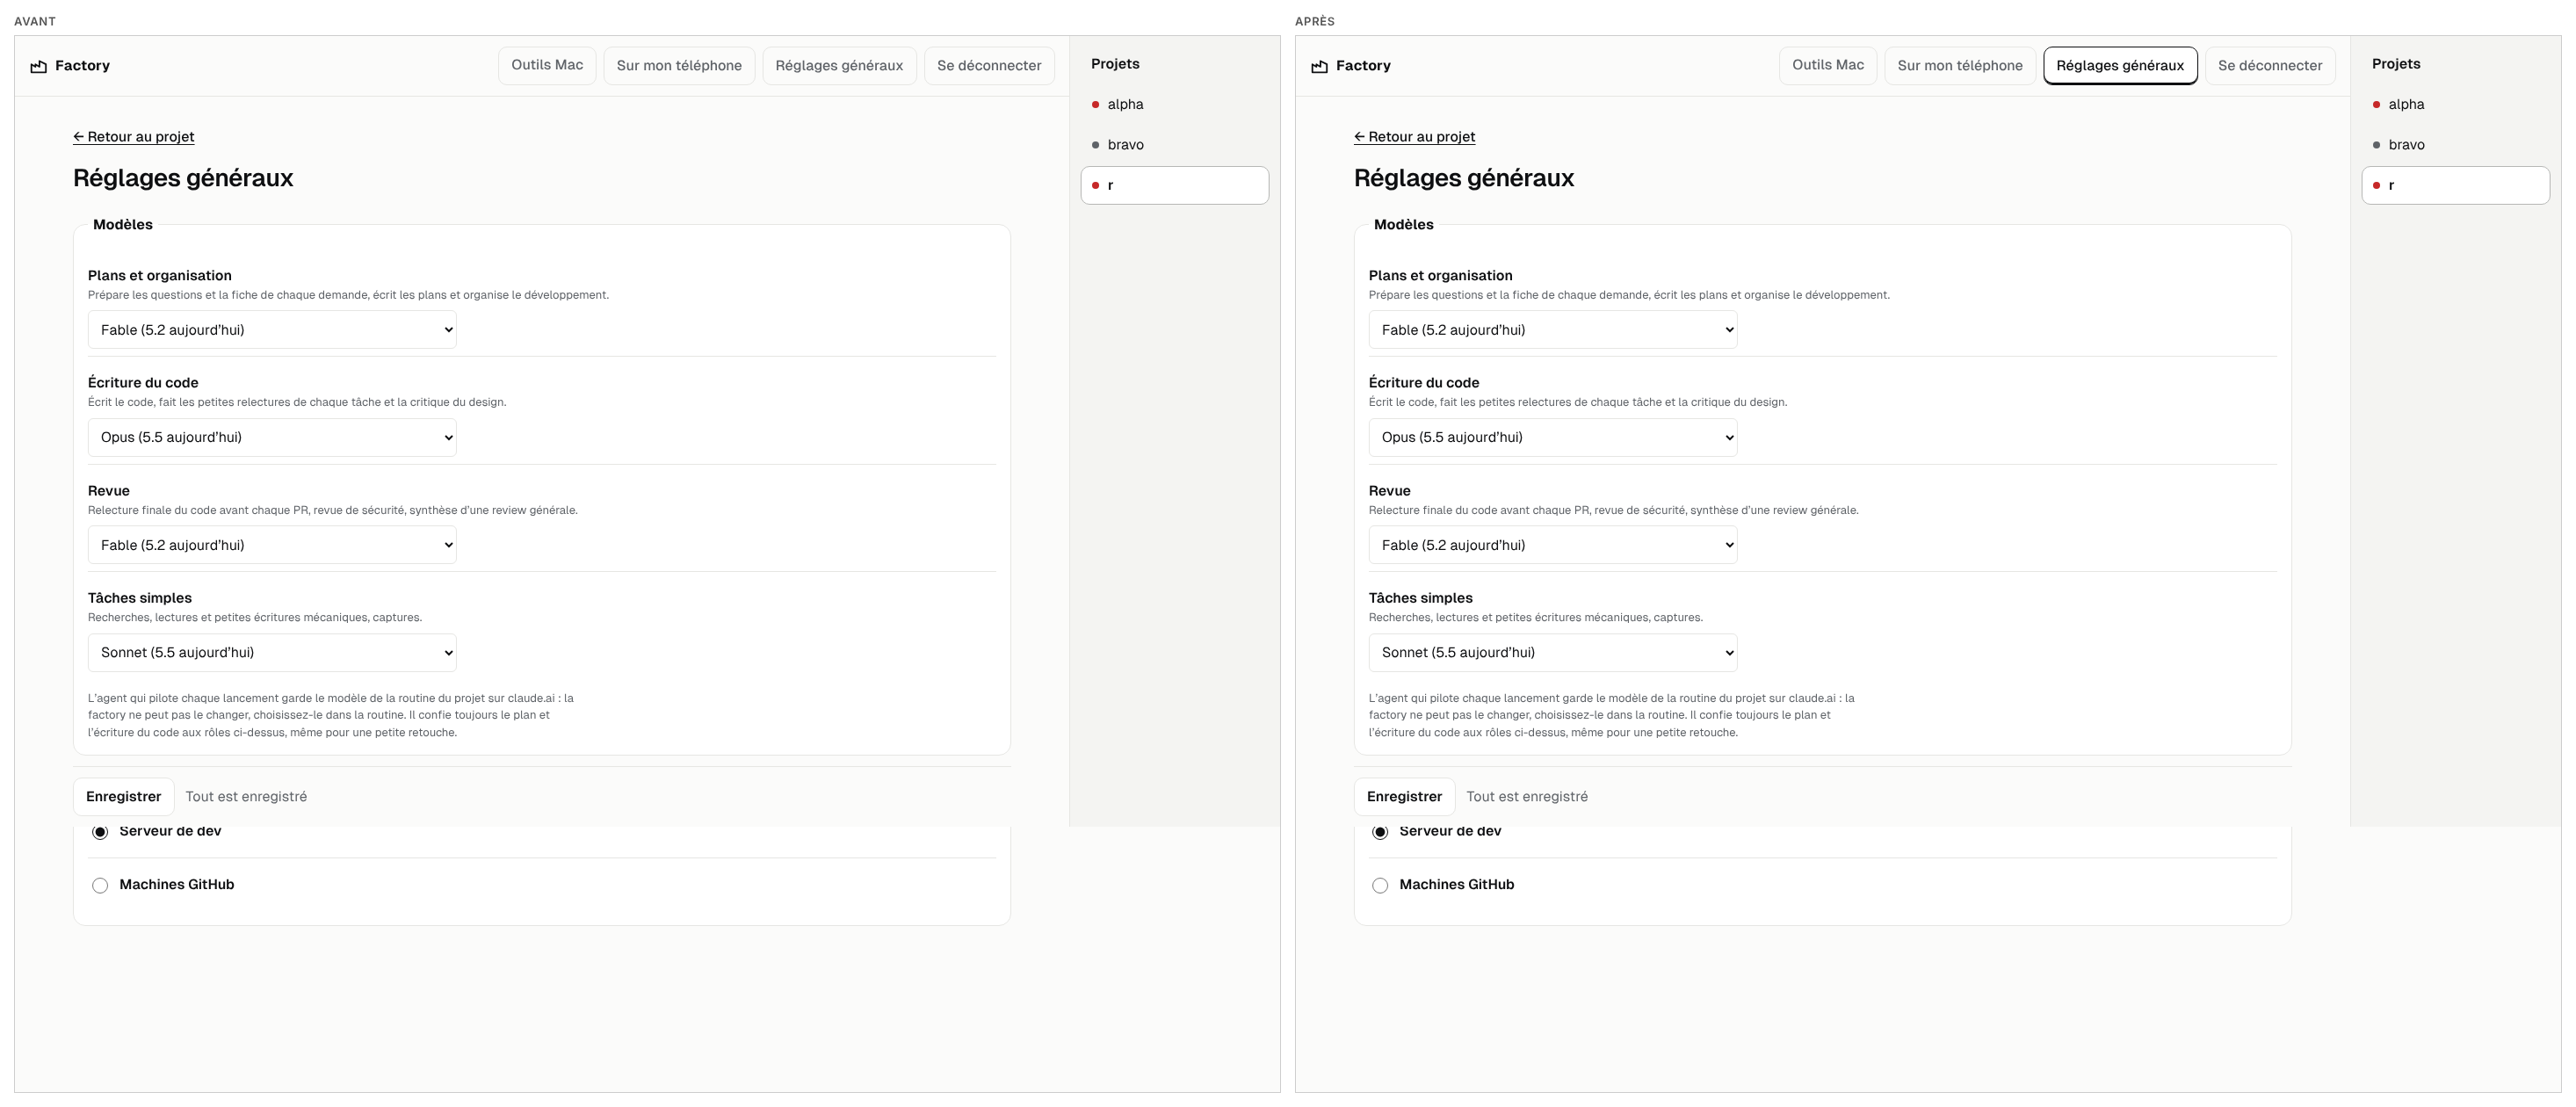 AVANT
Factory
Outils Mac
Sur mon téléphone
Réglages généraux
Se déconnecter
Projets
alpha
bravo
r
← Retour au projet
Réglages généraux
Modèles
Plans et organisation
Prépare les questions et la fiche de chaque demande, écrit les plans et organise le développement.
Fable (5.2 aujourd’hui)
Écriture du code
Écrit le code, fait les petites relectures de chaque tâche et la critique du design.
Opus (5.5 aujourd’hui)
Revue
Relecture finale du code avant chaque PR, revue de sécurité, synthèse d’une review générale.
Fable (5.2 aujourd’hui)
Tâches simples
Recherches, lectures et petites écritures mécaniques, captures.
Sonnet (5.5 aujourd’hui)
L’agent qui pilote chaque lancement garde le modèle de la routine du projet sur claude.ai : la
factory ne peut pas le changer, choisissez-le dans la routine. Il confie toujours le plan et
l’écriture du code aux rôles ci-dessus, même pour une petite retouche.
Enregistrer
Tout est enregistré
Serveur de dev
Machines GitHub
APRÈS
Factory
Outils Mac
Sur mon téléphone
Réglages généraux
Se déconnecter
Projets
alpha
bravo
r
← Retour au projet
Réglages généraux
Modèles
Plans et organisation
Prépare les questions et la fiche de chaque demande, écrit les plans et organise le développement.
Fable (5.2 aujourd’hui)
Écriture du code
Écrit le code, fait les petites relectures de chaque tâche et la critique du design.
Opus (5.5 aujourd’hui)
Revue
Relecture finale du code avant chaque PR, revue de sécurité, synthèse d’une review générale.
Fable (5.2 aujourd’hui)
Tâches simples
Recherches, lectures et petites écritures mécaniques, captures.
Sonnet (5.5 aujourd’hui)
L’agent qui pilote chaque lancement garde le modèle de la routine du projet sur claude.ai : la
factory ne peut pas le changer, choisissez-le dans la routine. Il confie toujours le plan et
l’écriture du code aux rôles ci-dessus, même pour une petite retouche.
Enregistrer
Tout est enregistré
Serveur de dev
Machines GitHub